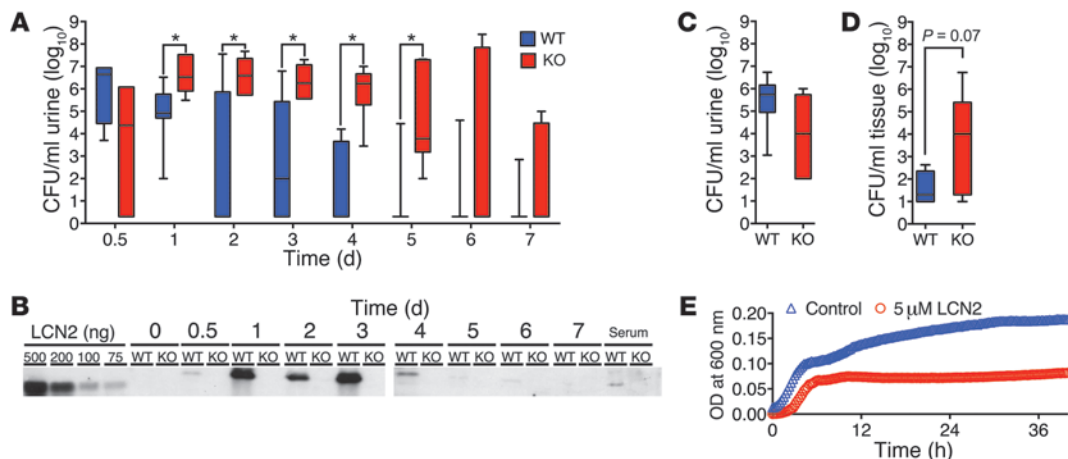 A
CFU/ml urine (log10)
9
8
7
6
5
4
3
2
1
0
* * * * *
WT
KO
0.5 1 2 3 4 5 6 7
Time (d)
C
CFU/ml urine (log10)
9
8
7
6
5
4
3
2
1
0
WT KO
D
CFU/ml tissue (log10)
9
8
7
6
5
4
3
2
1
0
P = 0.07
WT KO
B
Time (d)
LCN2 (ng) 0 0.5 1 2 3 4 5 6 7 Serum
500 200 100 75 WT KO WT KO WT KO WT KO WT KO WT KO WT KO WT KO WT KO WT KO
E
Control 5 μM LCN2
OD at 600 nm
0.20
0.15
0.10
0.05
0.00
0 12 24 36
Time (h)